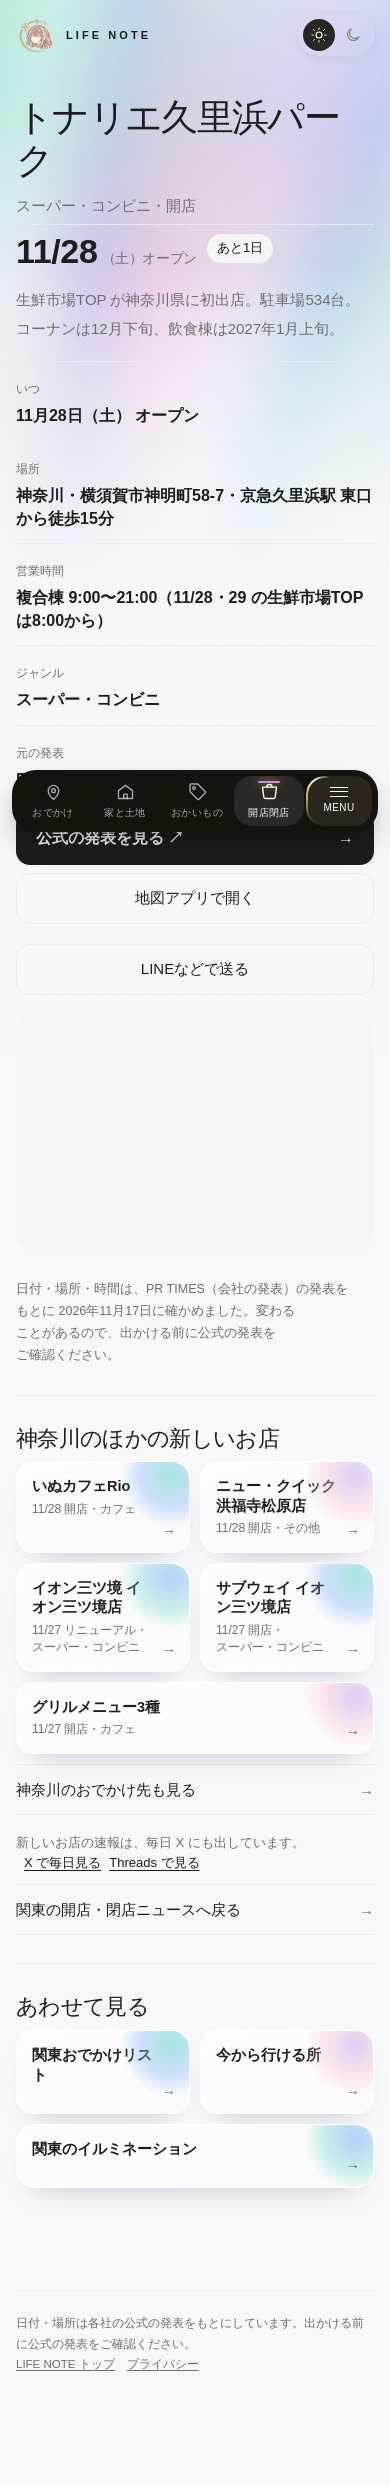 LIFE NOTE
トナリエ久里浜パー
ク
スーパー・コンビニ・開店
11/28（土）オープン あと1日
生鮮市場TOP が神奈川県に初出店。駐車場534台。
コーナンは12月下旬、飲食棟は2027年1月上旬。
いつ
11月28日（土） オープン
場所
神奈川・横須賀市神明町58-7・京急久里浜駅 東口
から徒歩15分
営業時間
複合棟 9:00〜21:00（11/28・29 の生鮮市場TOP
は8:00から）
ジャンル
スーパー・コンビニ
元の発表
おでかけ
家と土地
おかいもの
開店閉店
MENU
公式の発表を見る ↗ →
地図アプリで開く
LINEなどで送る
日付・場所・時間は、PR TIMES（会社の発表）の発表を
もとに 2026年11月17日に確かめました。変わる
ことがあるので、出かける前に公式の発表を
ご確認ください。
神奈川のほかの新しいお店
いぬカフェRio
11/28 開店・カフェ
→
ニュー・クイック
洪福寺松原店
11/28 開店・その他
→
イオン三ツ境 イ
オン三ツ境店
11/27 リニューアル・
スーパー・コンビニ
→
サブウェイ イオ
ン三ツ境店
11/27 開店・
スーパー・コンビニ
→
グリルメニュー3種
11/27 開店・カフェ
→
神奈川のおでかけ先も見る →
新しいお店の速報は、毎日 X にも出しています。
X で毎日見る Threads で見る
関東の開店・閉店ニュースへ戻る →
あわせて見る
関東おでかけリス
ト
→
今から行ける所
→
関東のイルミネーション
→
日付・場所は各社の公式の発表をもとにしています。出かける前
に公式の発表をご確認ください。
LIFE NOTE トップ プライバシー